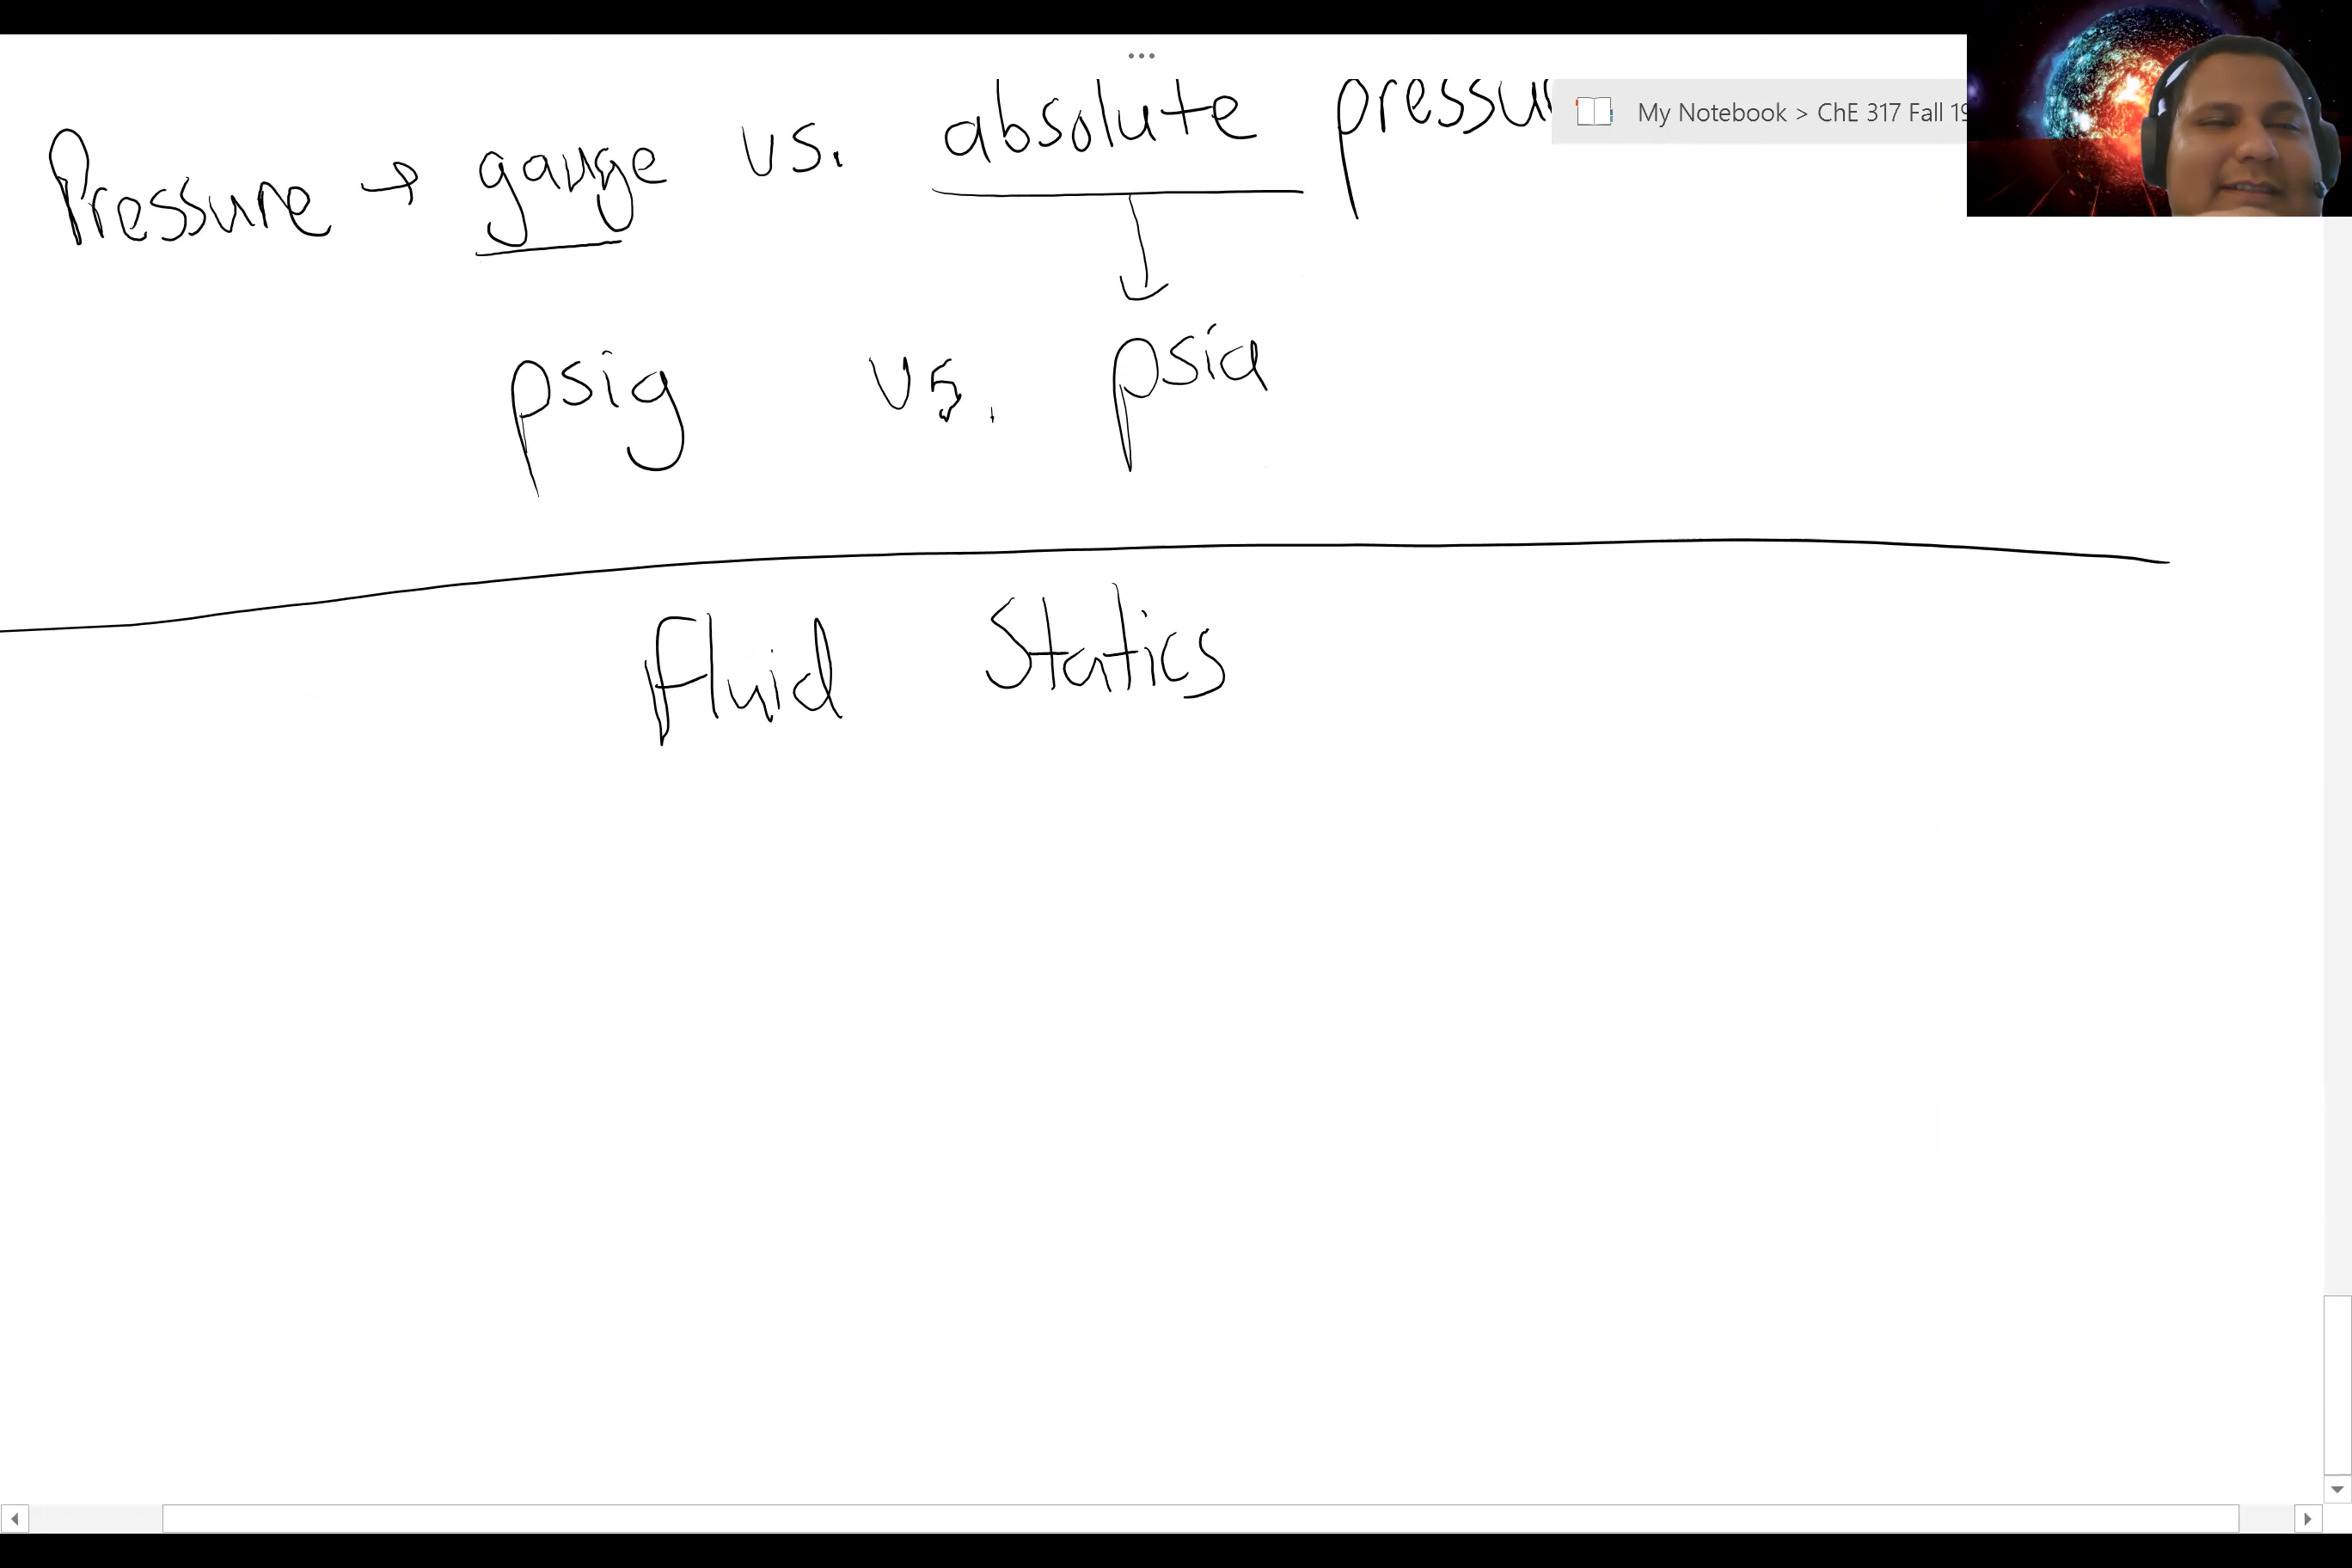 Pressure → gauge vs. absolute pressu
My Notebook > ChE 317 Fall 19
psig vs. psia
Fluid Statics